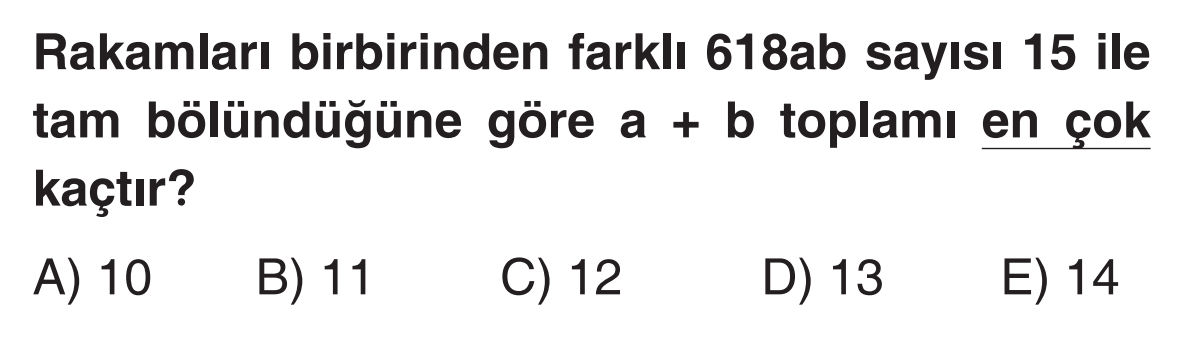 Rakamları birbirinden farklı 618ab sayısı 15 ile
tam bölündüğüne göre a + b toplamı en çok
kaçtır?
A) 10 B) 11 C) 12 D) 13 E) 14